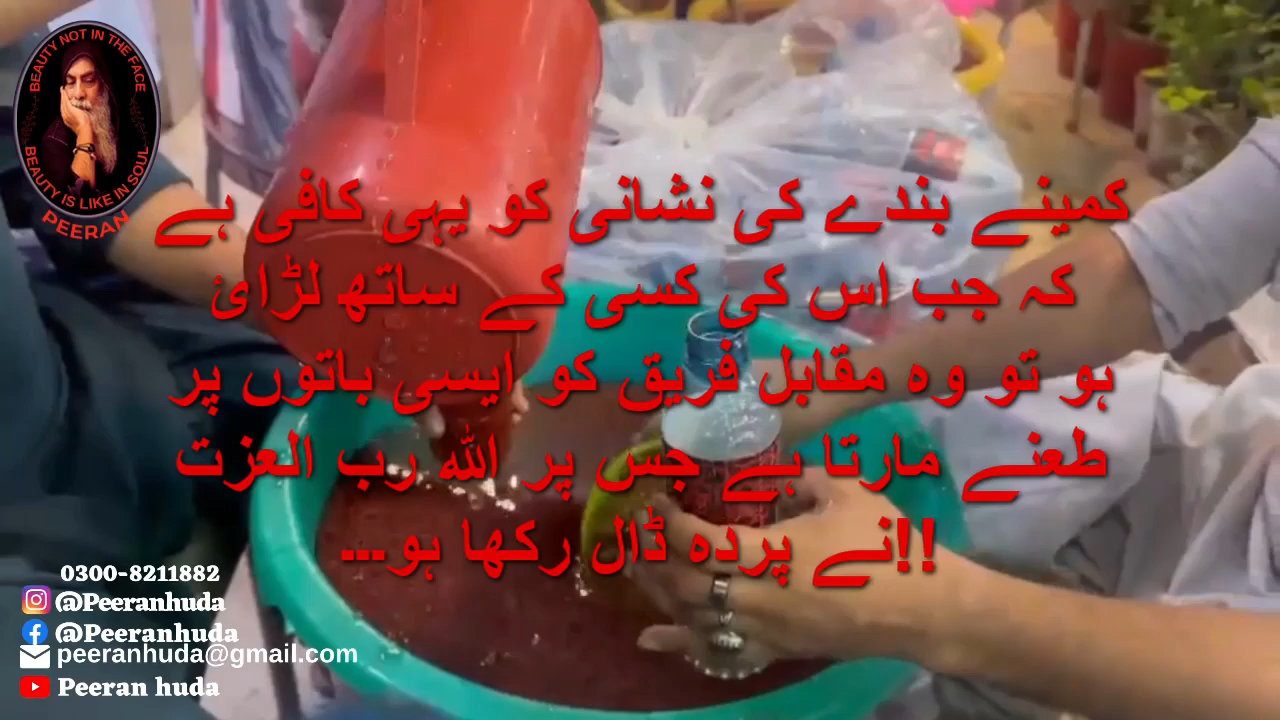 BEAUTY NOT IN THE FACE
BEAUTY IS LIKE IN SOUL
PEERAN
کمینے بندے کی نشانی کو یہی کافی ہے
کہ جب اس کی کسی کے ساتھ لڑائ
ہو تو وہ مقابل فریق کو ایسی باتوں پر
طعنے مارتا ہے جس پر اللہ رب العزت
!!نے پردہ ڈال رکھا ہو---
0300-8211882
@Peeranhuda
@Peeranhuda
peeranhuda@gmail.com
Peeran huda